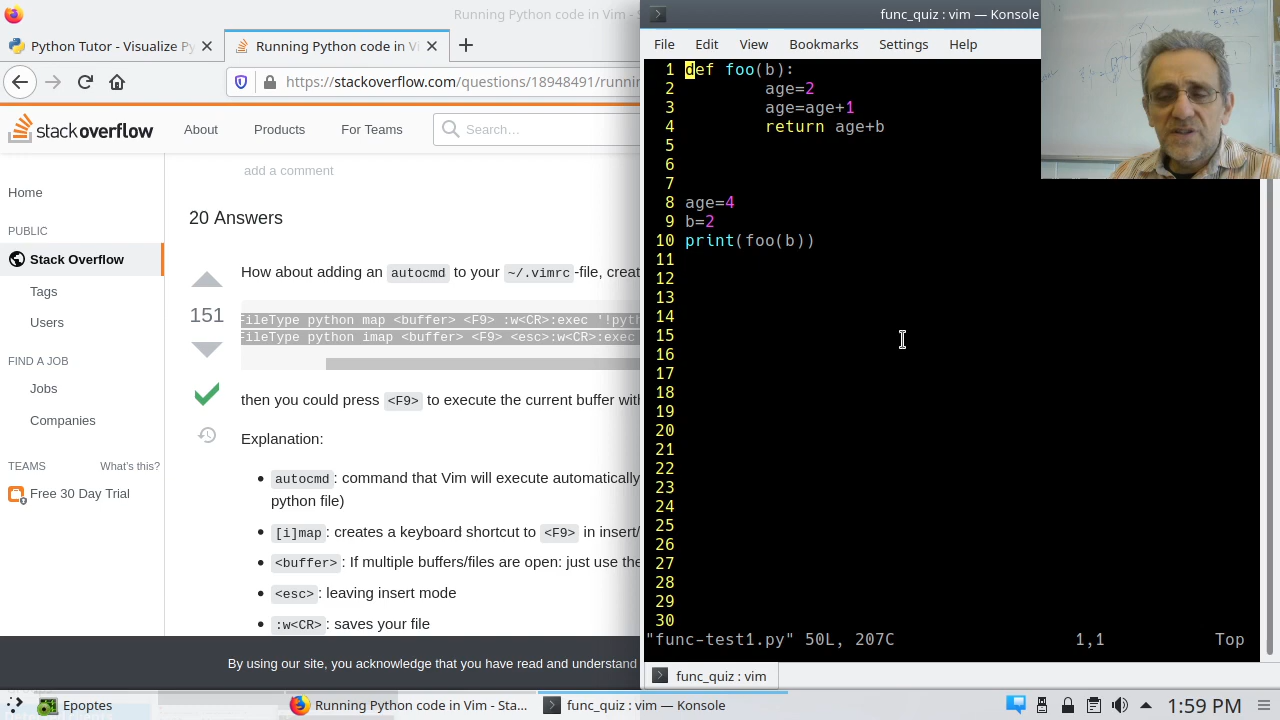 Running Python code in Vim -
func_quiz : vim — Konsole
Python Tutor - Visualize Py
Running Python code in Vi
File Edit View Bookmarks Settings Help
https://stackoverflow.com/questions/18948491/runnin
stackoverflow
About
Products
For Teams
Search…
add a comment
Home
PUBLIC
Stack Overflow
Tags
Users
FIND A JOB
Jobs
Companies
TEAMS
What's this?
Free 30 Day Trial
20 Answers
151
How about adding an autocmd to your ~/.vimrc-file, creat
FileType python map <buffer> <F9> :w<CR>:exec '!pyth
FileType python imap <buffer> <F9> <esc>:w<CR>:exec
then you could press <F9> to execute the current buffer with
Explanation:
autocmd: command that Vim will execute automatically
python file)
[i]map: creates a keyboard shortcut to <F9> in insert/
<buffer>: If multiple buffers/files are open: just use the
<esc>: leaving insert mode
:w<CR>: saves your file
By using our site, you acknowledge that you have read and understand
1 def foo(b):
2 age=2
3 age=age+1
4 return age+b
5
6
7
8 age=4
9 b=2
10 print(foo(b))
11
12
13
14
15
16
17
18
19
20
21
22
23
24
25
26
27
28
29
30
"func-test1.py" 50L, 207C 1,1 Top
func_quiz : vim
Epoptes
Running Python code in Vim - Sta...
func_quiz : vim — Konsole
1:59 PM